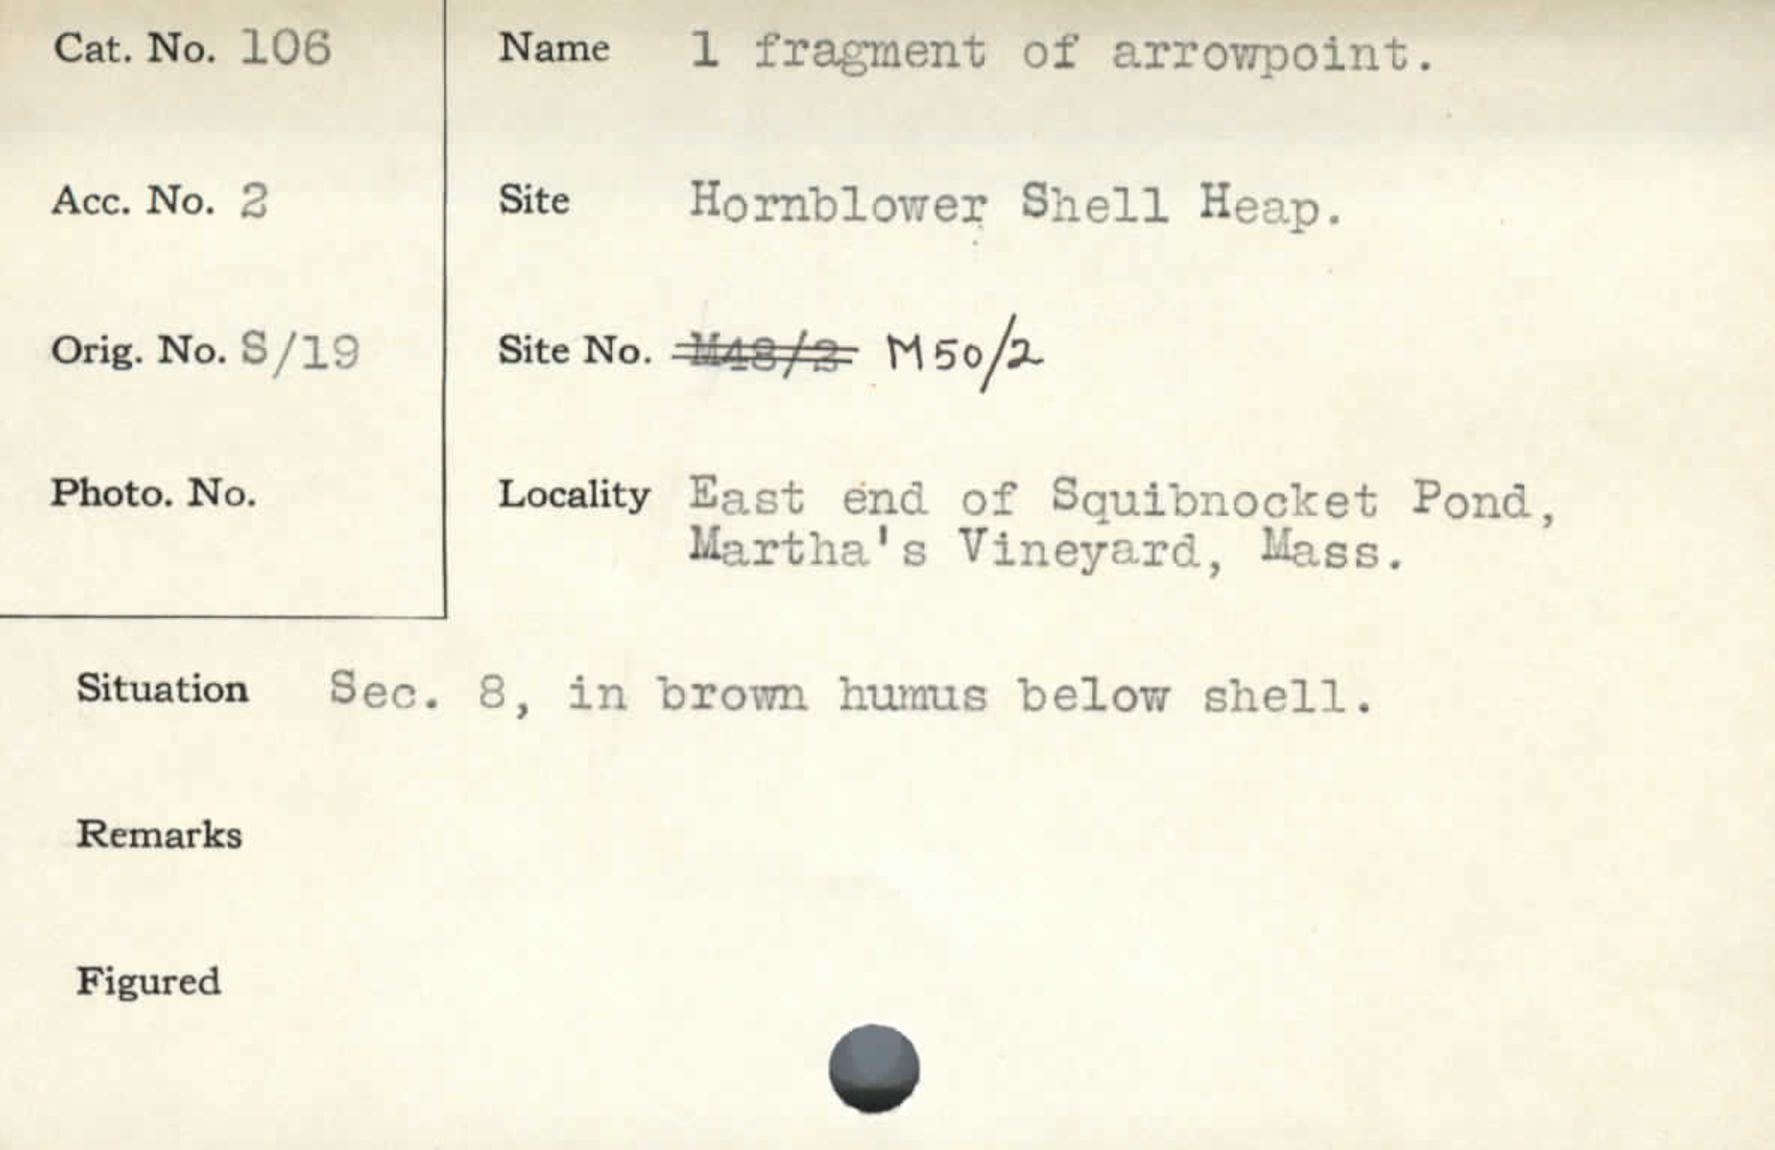 Cat. No. 106
Name 1 fragment of arrowpoint.
Acc. No. 2
Site Hornblower Shell Heap.
Orig. No. S/19
Site No. M48/2 M50/2
Photo. No.
Locality East end of Squibnocket Pond,
Martha's Vineyard, Mass.
Situation Sec. 8, in brown humus below shell.
Remarks
Figured